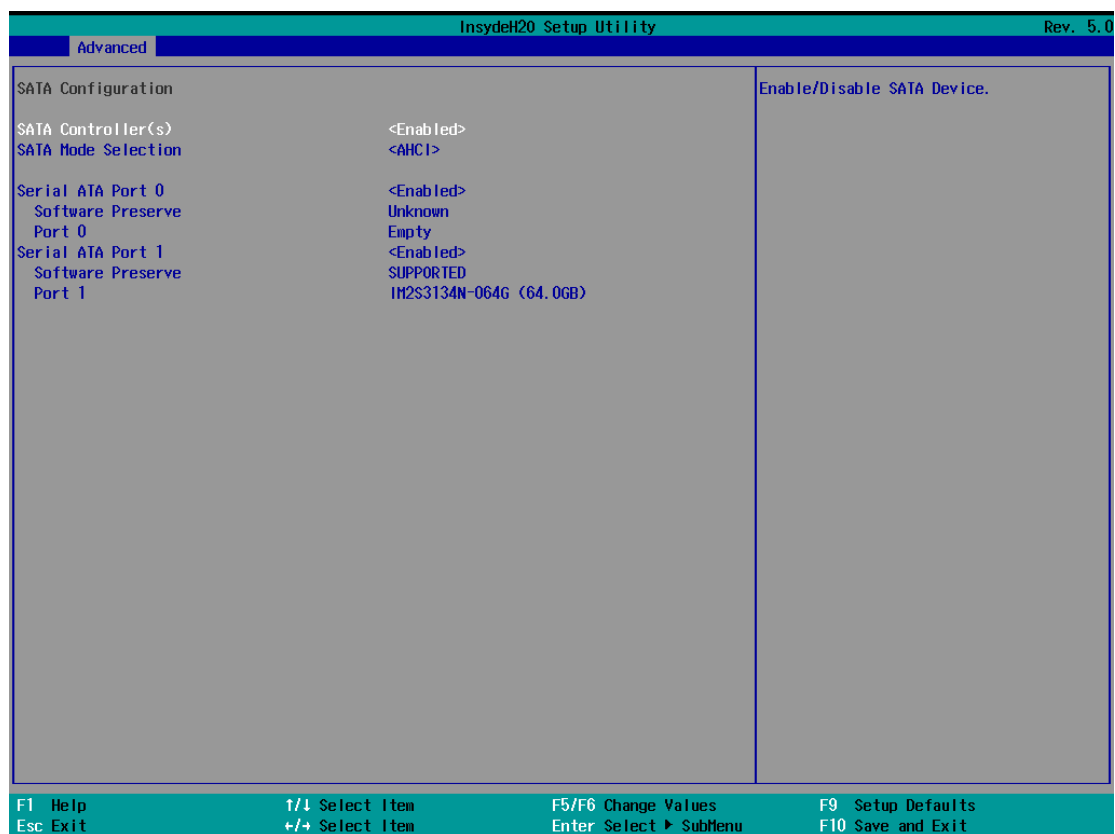 InsydeH20 Setup Utility Rev. 5.0
Advanced
SATA Configuration
Enable/Disable SATA Device.
SATA Controller(s) <Enabled>
SATA Mode Selection <AHCI>
Serial ATA Port 0 <Enabled>
Software Preserve Unknown
Port 0 Empty
Serial ATA Port 1 <Enabled>
Software Preserve SUPPORTED
Port 1 IM2S3134N-064G (64.0GB)
F1 Help ↑/↓ Select Item F5/F6 Change Values F9 Setup Defaults
Esc Exit ←/→ Select Item Enter Select ▶ SubMenu F10 Save and Exit